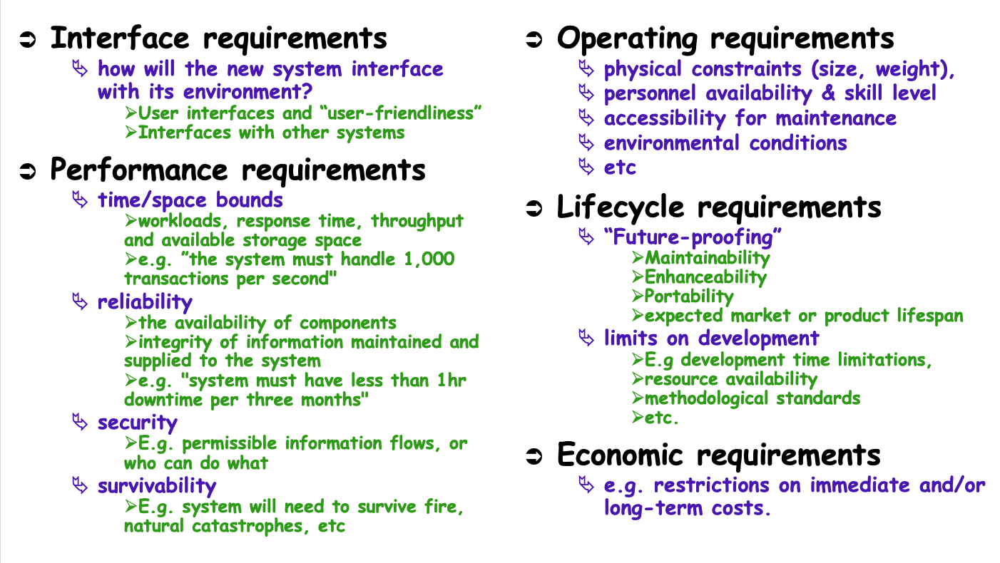 ➲ Interface requirements
how will the new system interface
with its environment?
➢User interfaces and “user-friendliness”
➢Interfaces with other systems
➲ Performance requirements
time/space bounds
➢workloads, response time, throughput
and available storage space
➢e.g. ”the system must handle 1,000
transactions per second"
reliability
➢the availability of components
➢integrity of information maintained and
supplied to the system
➢e.g. "system must have less than 1hr
downtime per three months"
security
➢E.g. permissible information flows, or
who can do what
survivability
➢E.g. system will need to survive fire,
natural catastrophes, etc
➲ Operating requirements
physical constraints (size, weight),
personnel availability & skill level
accessibility for maintenance
environmental conditions
etc
➲ Lifecycle requirements
“Future-proofing”
➢Maintainability
➢Enhanceability
➢Portability
➢expected market or product lifespan
limits on development
➢E.g development time limitations,
➢resource availability
➢methodological standards
➢etc.
➲ Economic requirements
e.g. restrictions on immediate and/or
long-term costs.